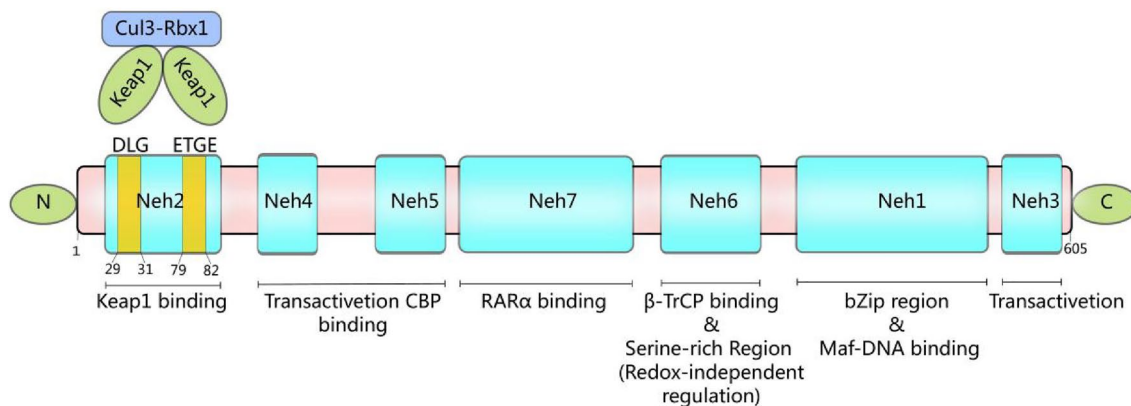 Cul3-Rbx1
Keap1 Keap1
DLG ETGE
N Neh2 Neh4 Neh5 Neh7 Neh6 Neh1 Neh3 C
1 29 31 79 82 605
Keap1 binding
Transactivetion CBP
binding
RARα binding
β-TrCP binding
&
Serine-rich Region
(Redox-independent
regulation)
bZip region
&
Maf-DNA binding
Transactivetion